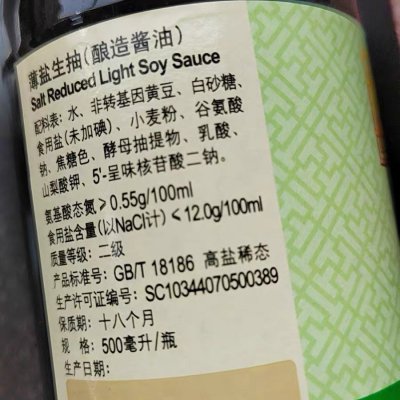 薄盐生抽(酿造酱油)
Salt Reduced Light Soy Sauce
配料表: 水、非转基因黄豆、白砂糖、
食用盐(未加碘)、小麦粉、谷氨酸
钠、焦糖色、酵母抽提物、乳酸、
山梨酸钾、5'-呈味核苷酸二钠。
氨基酸态氮≥0.55g/100ml
食用盐含量(以NaCl计)≤12.0g/100ml
质量等级: 二级
产品标准号: GB/T 18186 高盐稀态
生产许可证编号: SC10344070500389
保质期: 十八个月
规 格: 500毫升/瓶
生产日期: